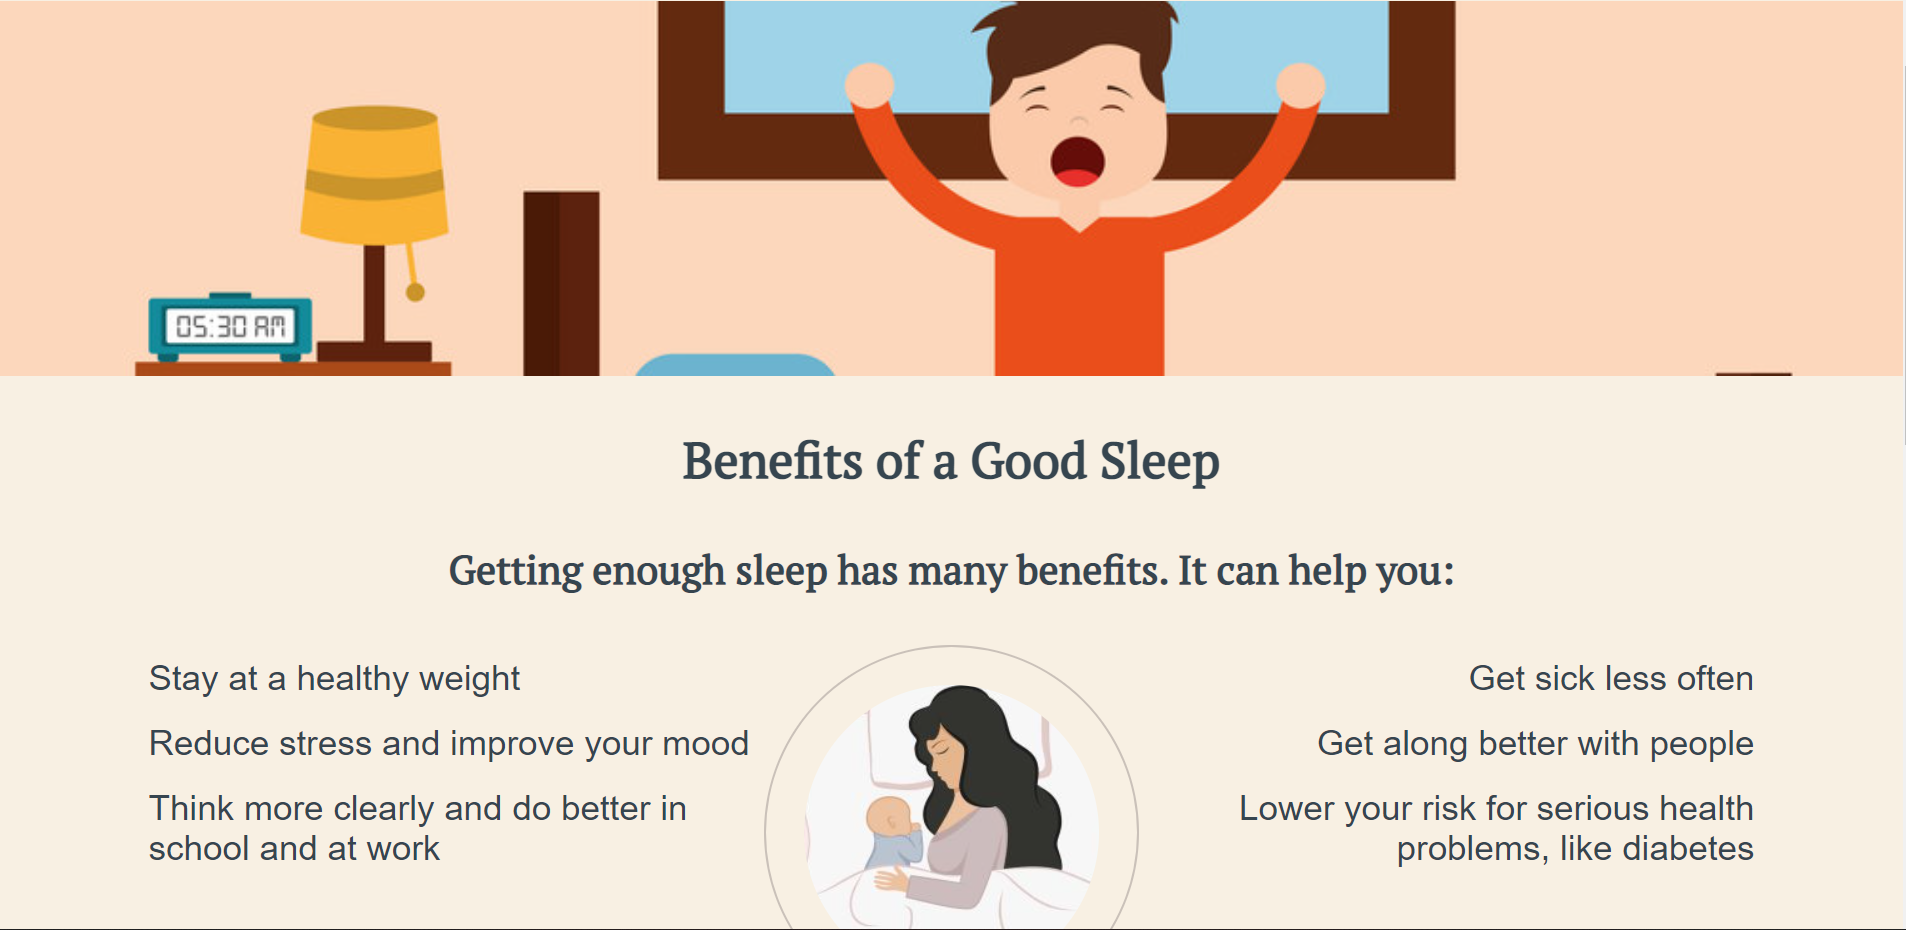 05:30 AM
Benefits of a Good Sleep
Getting enough sleep has many benefits. It can help you:
Stay at a healthy weight
Reduce stress and improve your mood
Think more clearly and do better in
school and at work
Get sick less often
Get along better with people
Lower your risk for serious health
problems, like diabetes